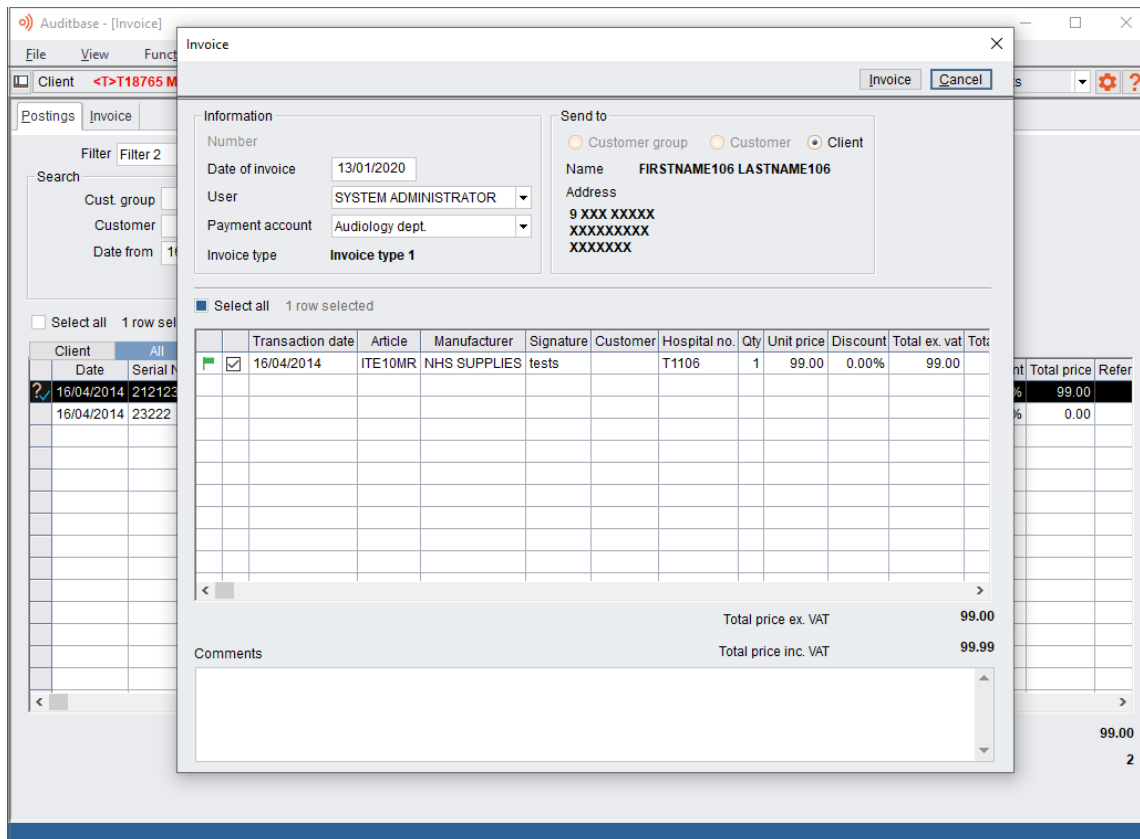 Auditbase - [Invoice]
File View Funct
Client <T>T18765 M
s
?
Postings Invoice
Filter Filter 2
Search
Cust. group
Customer
Date from 16
Select all 1 row sel
Client All
Date Serial N
nt Total price Refer
? 16/04/2014 212123
% 99.00
16/04/2014 23222
% 0.00
99.00
2
Invoice
Invoice Cancel
Information
Number
Date of invoice 13/01/2020
User SYSTEM ADMINISTRATOR
Payment account Audiology dept.
Invoice type Invoice type 1
Send to
Customer group Customer Client
Name FIRSTNAME106 LASTNAME106
Address
9 XXX XXXXX
XXXXXXXXX
XXXXXXX
Select all 1 row selected
Transaction date Article Manufacturer Signature Customer Hospital no. Qty Unit price Discount Total ex. vat Tota
16/04/2014 ITE10MR NHS SUPPLIES tests T1106 1 99.00 0.00% 99.00
Total price ex. VAT 99.00
Total price inc. VAT 99.99
Comments